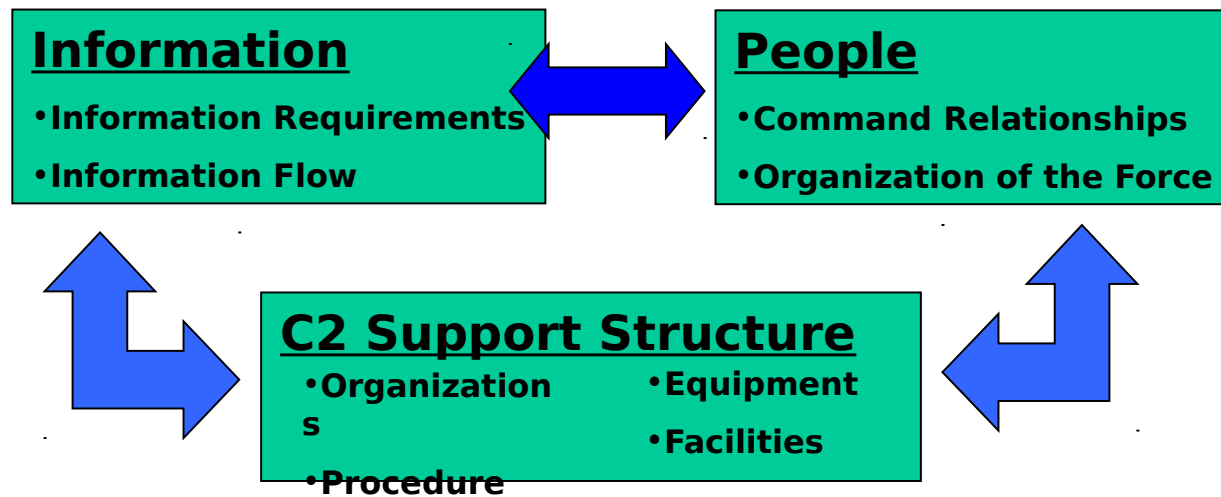 Information
•Information Requirements
•Information Flow
People
•Command Relationships
•Organization of the Force
C2 Support Structure
•Organization
s
•Procedure
•Equipment
•Facilities